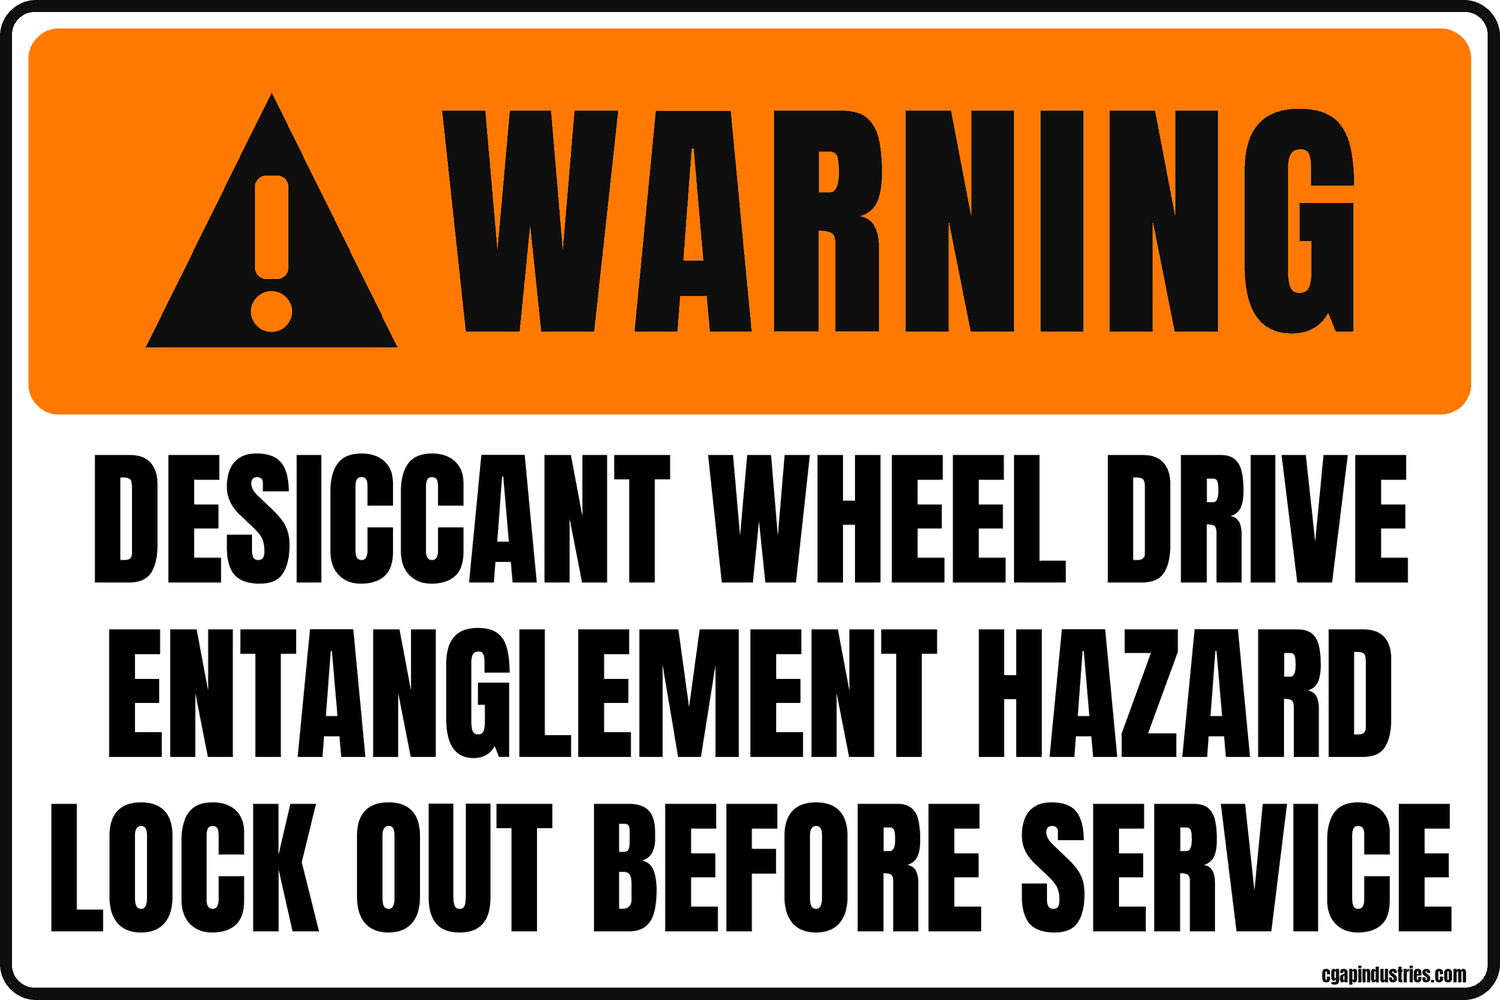 WARNING
DESICCANT WHEEL DRIVE
ENTANGLEMENT HAZARD
LOCK OUT BEFORE SERVICE
cgapindustries.com